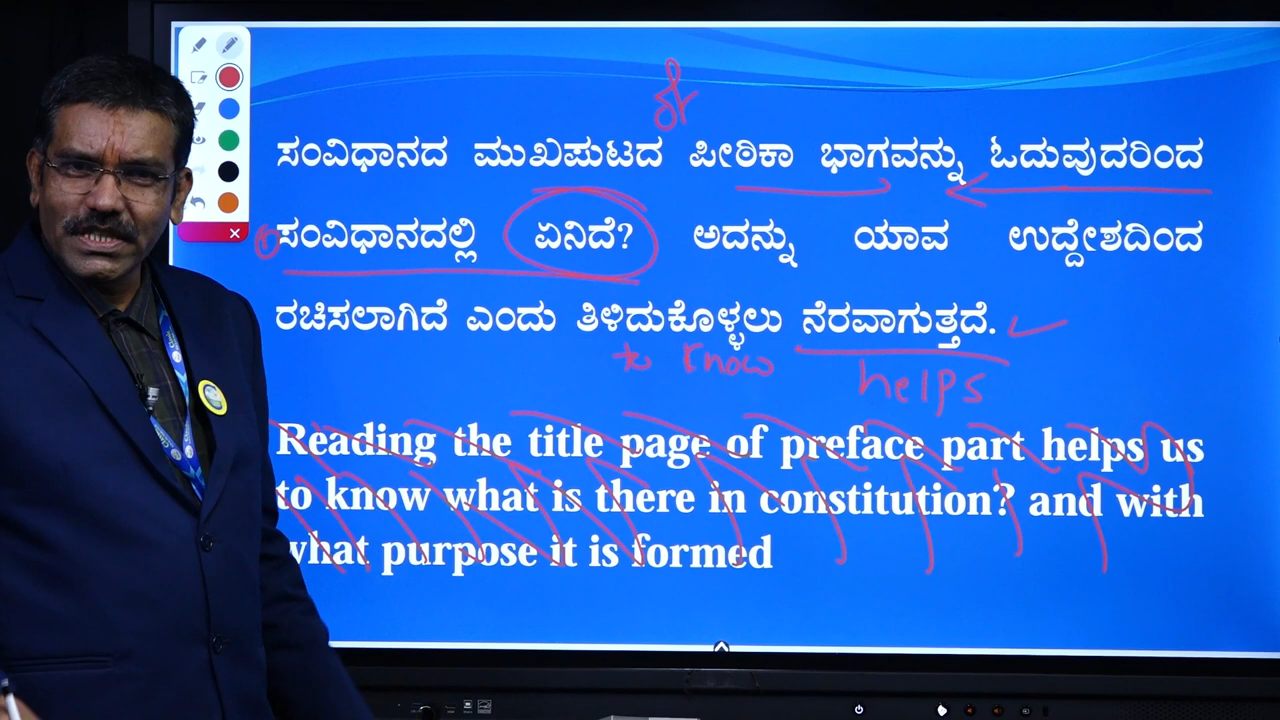 of
ಸಂವಿಧಾನದ ಮುಖಪುಟದ ಪೀಠಿಕಾ ಭಾಗವನ್ನು ಓದುವುದರಿಂದ
ಸಂವಿಧಾನದಲ್ಲಿ ಏನಿದೆ? ಅದನ್ನು ಯಾವ ಉದ್ದೇಶದಿಂದ
ರಚಿಸಲಾಗಿದೆ ಎಂದು ತಿಳಿದುಕೊಳ್ಳಲು ನೆರವಾಗುತ್ತದೆ.
to know helps
Reading the title page of preface part helps us
to know what is there in constitution? and with
what purpose it is formed